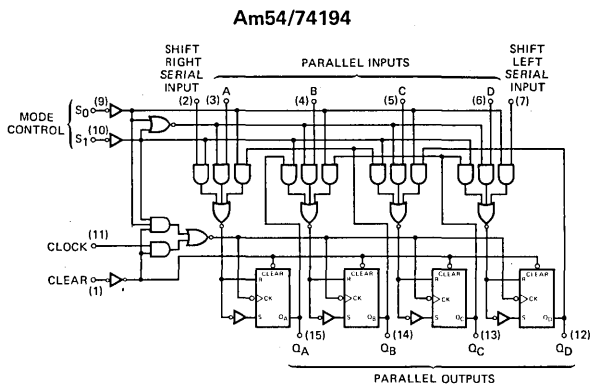 Am54/74194
SHIFT RIGHT SERIAL INPUT
PARALLEL INPUTS
SHIFT LEFT SERIAL INPUT
A B C D
(2) (3) (4) (5) (6) (7)
MODE CONTROL
S0 (9)
S1 (10)
CLOCK (11)
CLEAR (1)
CLEAR CLEAR CLEAR CLEAR
R R R R
CK CK CK CK
S QA S QB S QC S QD
(15) (14) (13) (12)
QA QB QC QD
PARALLEL OUTPUTS